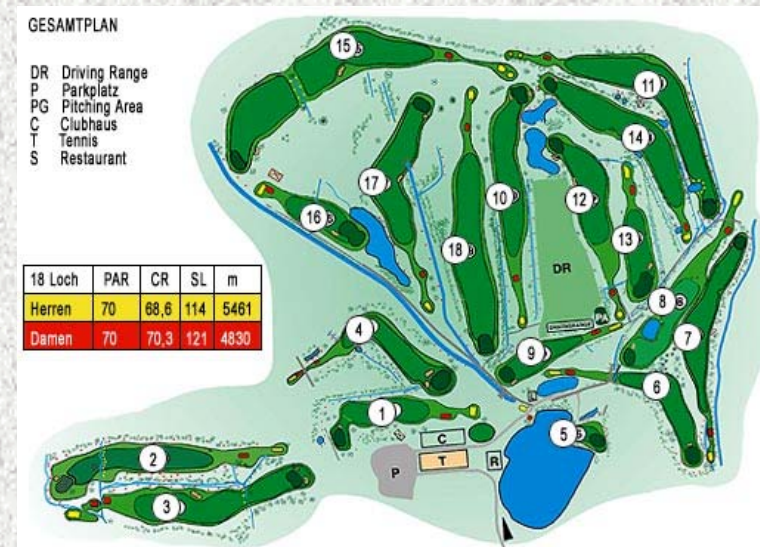 GESAMTPLAN
DR Driving Range
P Parkplatz
PG Pitching Area
C Clubhaus
T Tennis
S Restaurant
18 Loch PAR CR SL m
Herren 70 68,6 114 5461
Damen 70 70,3 121 4830
15
11
14
17
10
12
16
18
13
DR
8
4
7
9
6
1
5
C
2
T
R
P
3